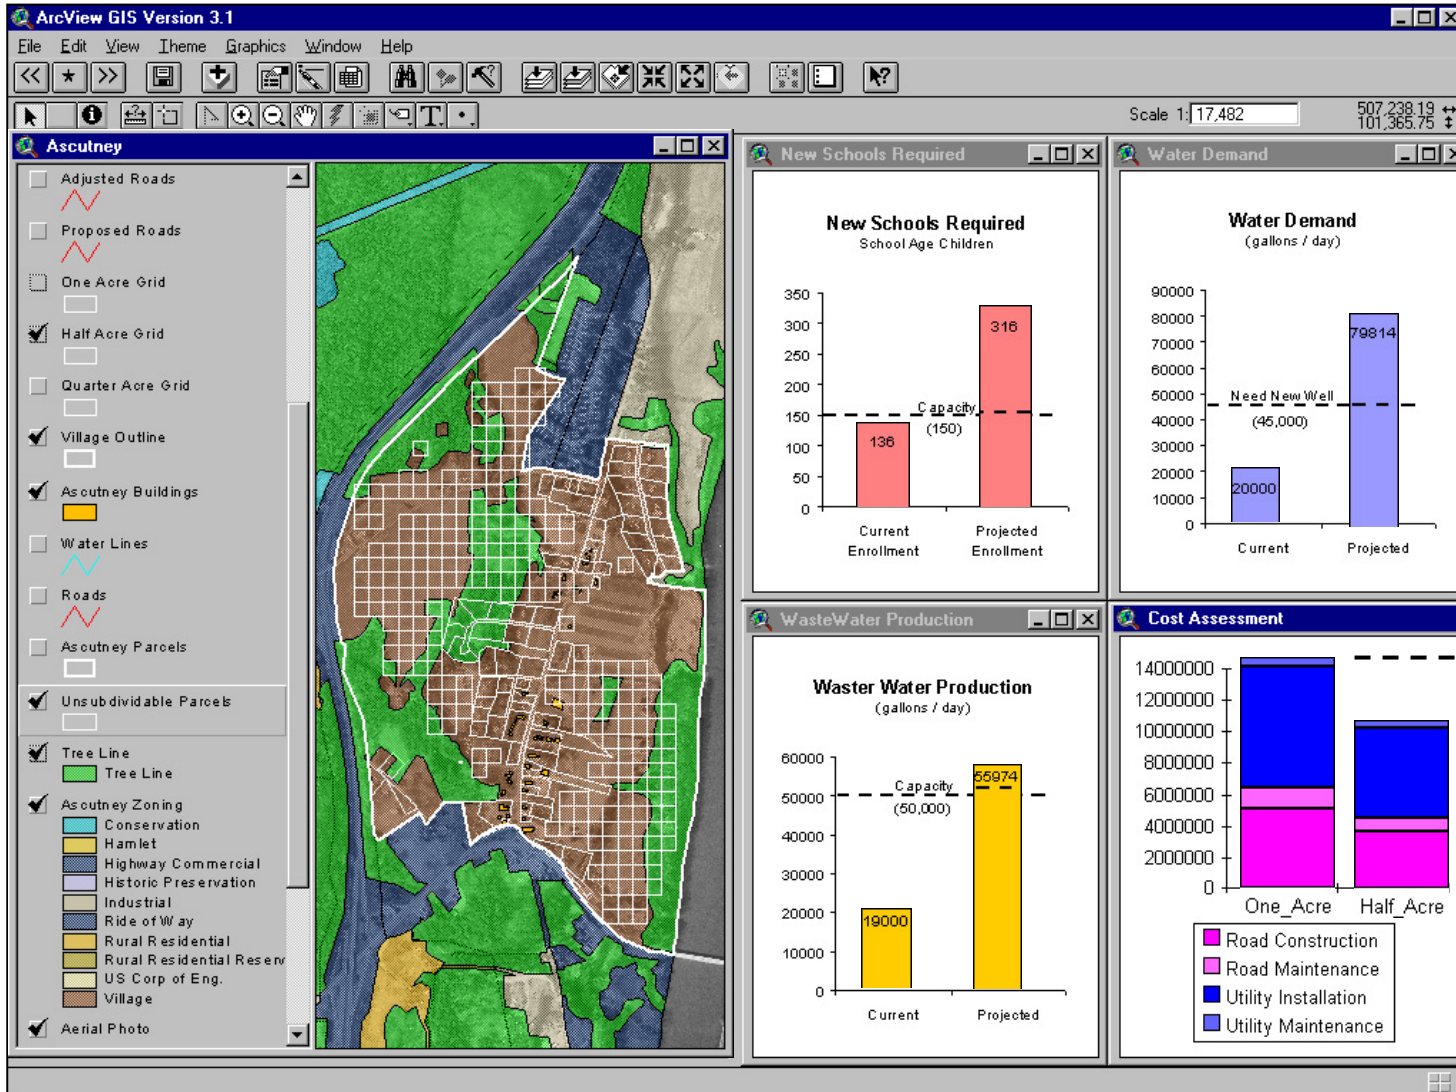 ArcView GIS Version 3.1
File Edit View Theme Graphics Window Help
Scale 1: 17,482
507,238.19
101,365.75
Ascutney
Adjusted Roads
Proposed Roads
One Acre Grid
Half Acre Grid
Quarter Acre Grid
Village Outline
Ascutney Buildings
Water Lines
Roads
Ascutney Parcels
Unsubdividable Parcels
Tree Line
Tree Line
Ascutney Zoning
Conservation
Hamlet
Highway Commercial
Historic Preservation
Industrial
Ride of Way
Rural Residential
Rural Residential Reserv
US Corp of Eng.
Village
Aerial Photo
New Schools Required
New Schools Required
School Age Children
350
300
250
200
150
100
50
0
Capacity
(150)
136
316
Current Enrollment
Projected Enrollment
Water Demand
Water Demand
(gallons / day)
90000
80000
70000
60000
50000
40000
30000
20000
10000
0
Need New Well
(45,000)
20000
79814
Current
Projected
WasteWater Production
Waster Water Production
(gallons / day)
60000
50000
40000
30000
20000
10000
0
Capacity
(50,000)
19000
55974
Current
Projected
Cost Assessment
14000000
12000000
10000000
8000000
6000000
4000000
2000000
0
One_Acre
Half_Acre
Road Construction
Road Maintenance
Utility Installation
Utility Maintenance